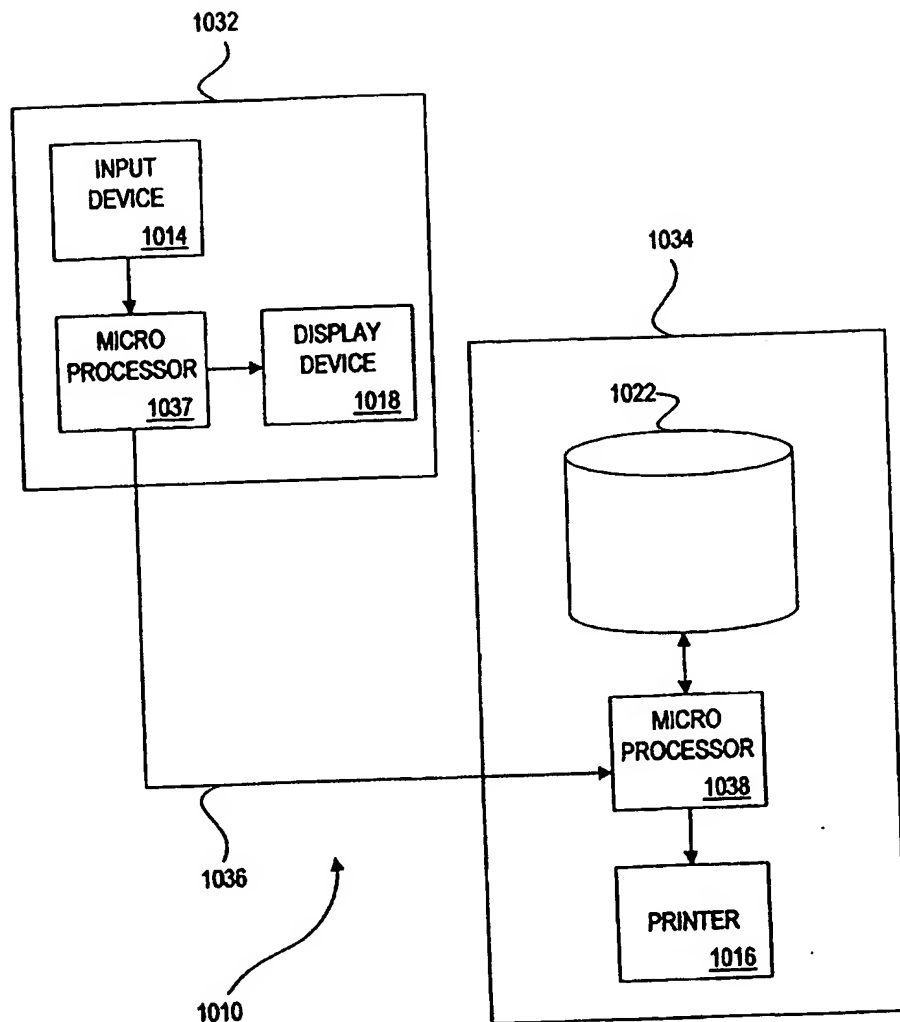 1032
INPUT
DEVICE
1014
MICRO
PROCESSOR
1037
DISPLAY
DEVICE
1018
1034
1022
MICRO
PROCESSOR
1038
PRINTER
1016
1036
1010